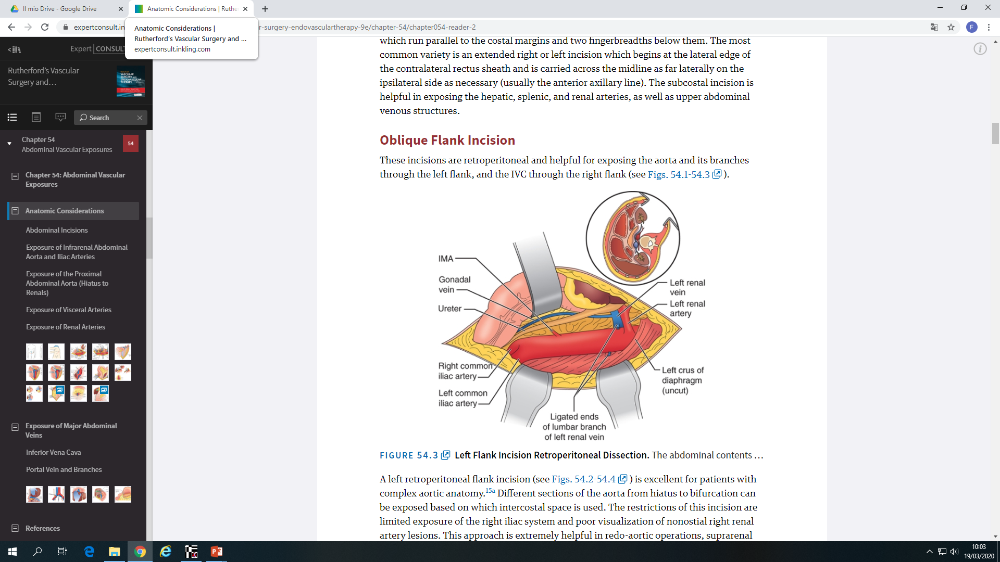 Il mio Drive - Google Drive
Anatomic Considerations | Ruthe
expertconsult.in
r-surgery-endovasculartherapy-9e/chapter-54/chapter054-reader-2
F
Anatomic Considerations |
Rutherford's Vascular Surgery and ...
expertconsult.inkling.com
Expert CONSULT
Rutherford's Vascular
Surgery and…
VASCULAR
SURGERY AND
ENDOVASCULAR
THERAPY
Search
Chapter 54
Abdominal Vascular Exposures
54
Chapter 54: Abdominal Vascular
Exposures
Anatomic Considerations
Abdominal Incisions
Exposure of Infrarenal Abdominal
Aorta and Iliac Arteries
Exposure of the Proximal
Abdominal Aorta (Hiatus to
Renals)
Exposure of Visceral Arteries
Exposure of Renal Arteries
Exposure of Major Abdominal
Veins
Inferior Vena Cava
Portal Vein and Branches
References
which run parallel to the costal margins and two fingerbreadths below them. The most
common variety is an extended right or left incision which begins at the lateral edge of
the contralateral rectus sheath and is carried across the midline as far laterally on the
ipsilateral side as necessary (usually the anterior axillary line). The subcostal incision is
helpful in exposing the hepatic, splenic, and renal arteries, as well as upper abdominal
venous structures.
Oblique Flank Incision
These incisions are retroperitoneal and helpful for exposing the aorta and its branches
through the left flank, and the IVC through the right flank (see Figs. 54.1-54.3 ).
IMA
Gonadal
vein
Ureter
Right common
iliac artery
Left common
iliac artery
Left renal
vein
Left renal
artery
Left crus of
diaphragm
(uncut)
Ligated ends
of lumbar branch
of left renal vein
FIGURE 54.3 Left Flank Incision Retroperitoneal Dissection. The abdominal contents …
A left retroperitoneal flank incision (see Figs. 54.2-54.4 ) is excellent for patients with
complex aortic anatomy.15a Different sections of the aorta from hiatus to bifurcation can
be exposed based on which intercostal space is used. The restrictions of this incision are
limited exposure of the right iliac system and poor visualization of nonostial right renal
artery lesions. This approach is extremely helpful in redo-aortic operations, suprarenal
10:03
19/03/2020